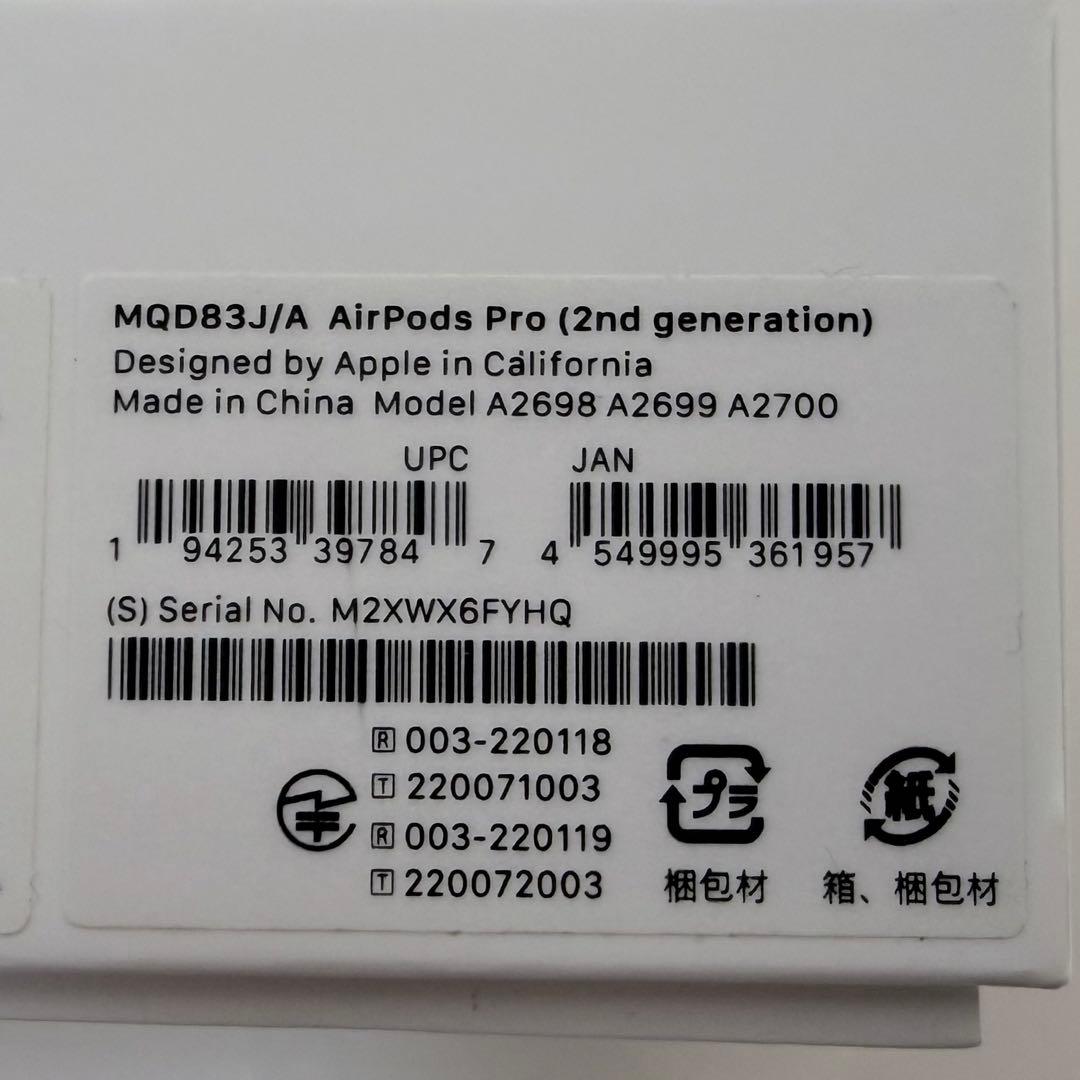 MQD83J/A AirPods Pro (2nd generation)
Designed by Apple in California
Made in China Model A2698 A2699 A2700
UPC JAN
1 94253 39784 7 4 549995 361957
(S) Serial No. M2XWX6FYHQ
R 003-220118
T 220071003
R 003-220119
T 220072003
プラ 紙
梱包材 箱、梱包材